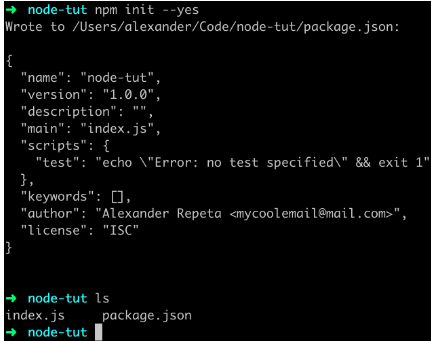 ➜ node-tut npm init --yes
Wrote to /Users/alexander/Code/node-tut/package.json:
{
"name": "node-tut",
"version": "1.0.0",
"description": "",
"main": "index.js",
"scripts": {
"test": "echo \"Error: no test specified\" && exit 1"
},
"keywords": [],
"author": "Alexander Repeta <mycoolemail@mail.com>",
"license": "ISC"
}
➜ node-tut ls
index.js package.json
➜ node-tut